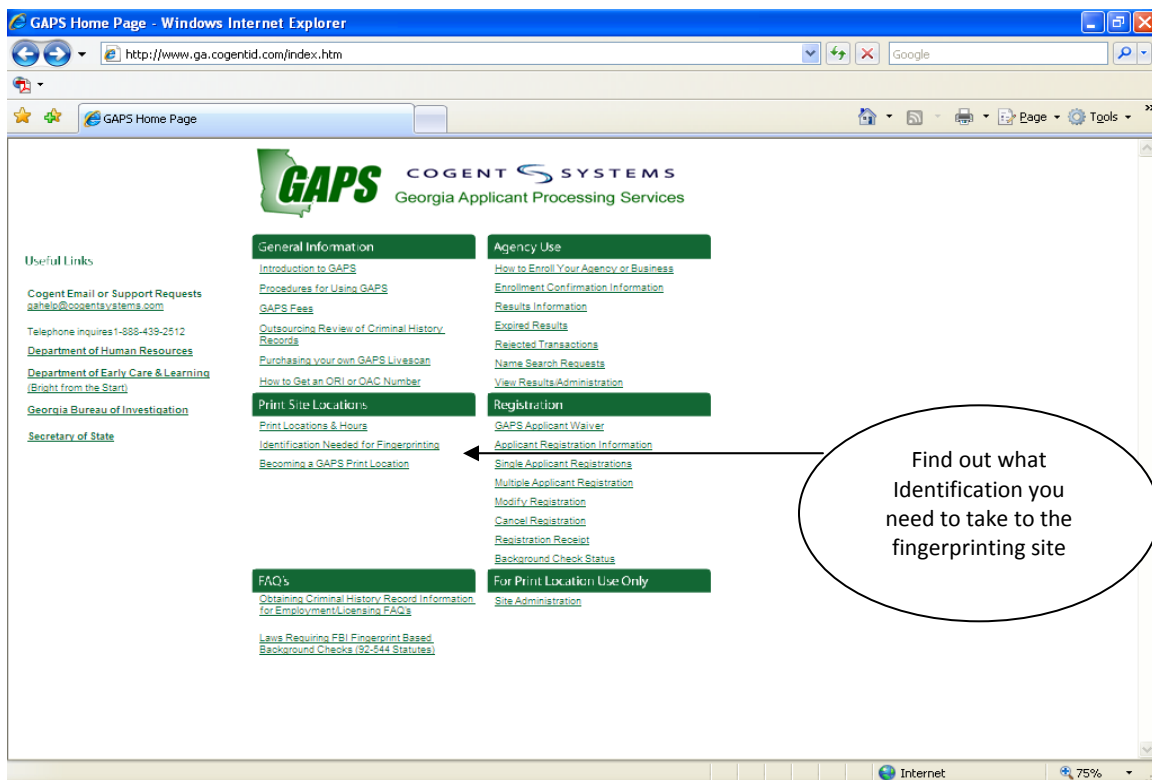 GAPS Home Page - Windows Internet Explorer
http://www.ga.cogentid.com/index.htm
Google
GAPS Home Page
Page
Tools
»
GAPS
COGENT SYSTEMS
Georgia Applicant Processing Services
Useful Links
Cogent Email or Support Requests
gahelp@cogentsystems.com
Telephone inquires1-888-439-2512
Department of Human Resources
Department of Early Care & Learning
(Bright from the Start)
Georgia Bureau of Investigation
Secretary of State
General Information
Introduction to GAPS
Procedures for Using GAPS
GAPS Fees
Outsourcing Review of Criminal History
Records
Purchasing your own GAPS Livescan
How to Get an ORI or OAC Number
Agency Use
How to Enroll Your Agency or Business
Enrollment Confirmation Information
Results Information
Expired Results
Rejected Transactions
Name Search Requests
View Results/Administration
Print Site Locations
Print Locations & Hours
Identification Needed for Fingerprinting
Becoming a GAPS Print Location
Registration
GAPS Applicant Waiver
Applicant Registration Information
Single Applicant Registrations
Multiple Applicant Registration
Modify Registration
Cancel Registration
Registration Receipt
Background Check Status
FAQ's
Obtaining Criminal History Record Information
for Employment/Licensing FAQ's
Laws Requiring FBI Fingerprint Based
Background Checks (92-544 Statutes)
For Print Location Use Only
Site Administration
Find out what
Identification you
need to take to the
fingerprinting site
Internet
75%